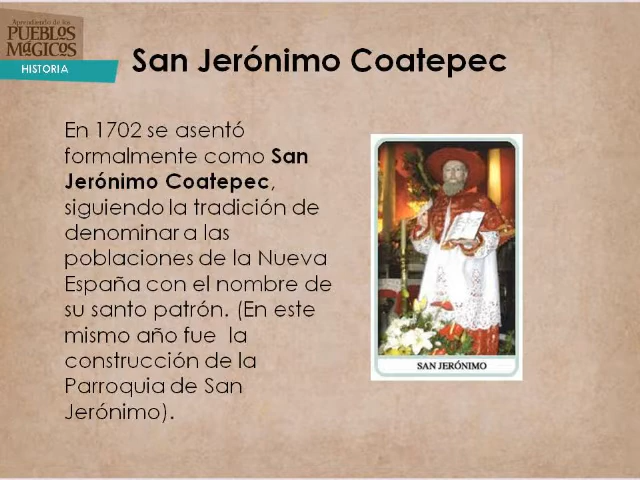 Aprendiendo de los
PUEBLOS
MÁGICOS
HISTORIA
San Jerónimo Coatepec
En 1702 se asentó
formalmente como San
Jerónimo Coatepec,
siguiendo la tradición de
denominar a las
poblaciones de la Nueva
España con el nombre de
su santo patrón. (En este
mismo año fue  la
construcción de la
Parroquia de San
Jerónimo).
SAN JERÓNIMO